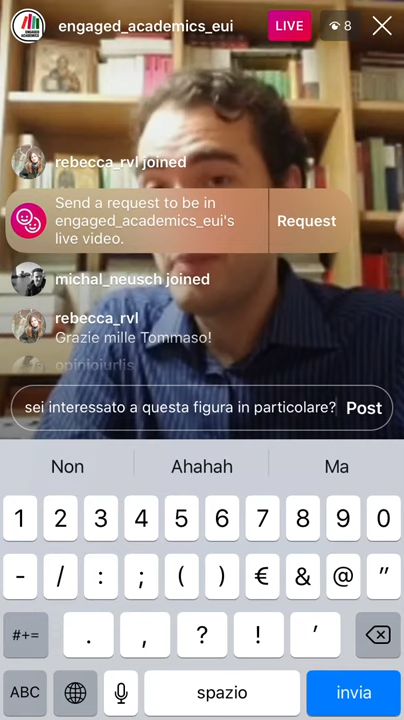 engaged_academics_eui
LIVE
8
rebecca_rvl joined
Send a request to be in
engaged_academics_eui's
live video.
Request
michal_neusch joined
rebecca_rvl
Grazie mille Tommaso!
opinioiurlis
sei interessato a questa figura in particolare?
Post
Non
Ahahah
Ma
1 2 3 4 5 6 7 8 9 0
- / : ; ( ) € & @ "
#+= . , ? ! ’
ABC
spazio
invia